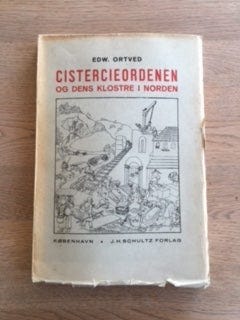 EDW. ORTVED
CISTERCIEORDENEN
OG DENS KLOSTRE I NORDEN
KØBENHAVN • J.H.SCHULTZ FORLAG